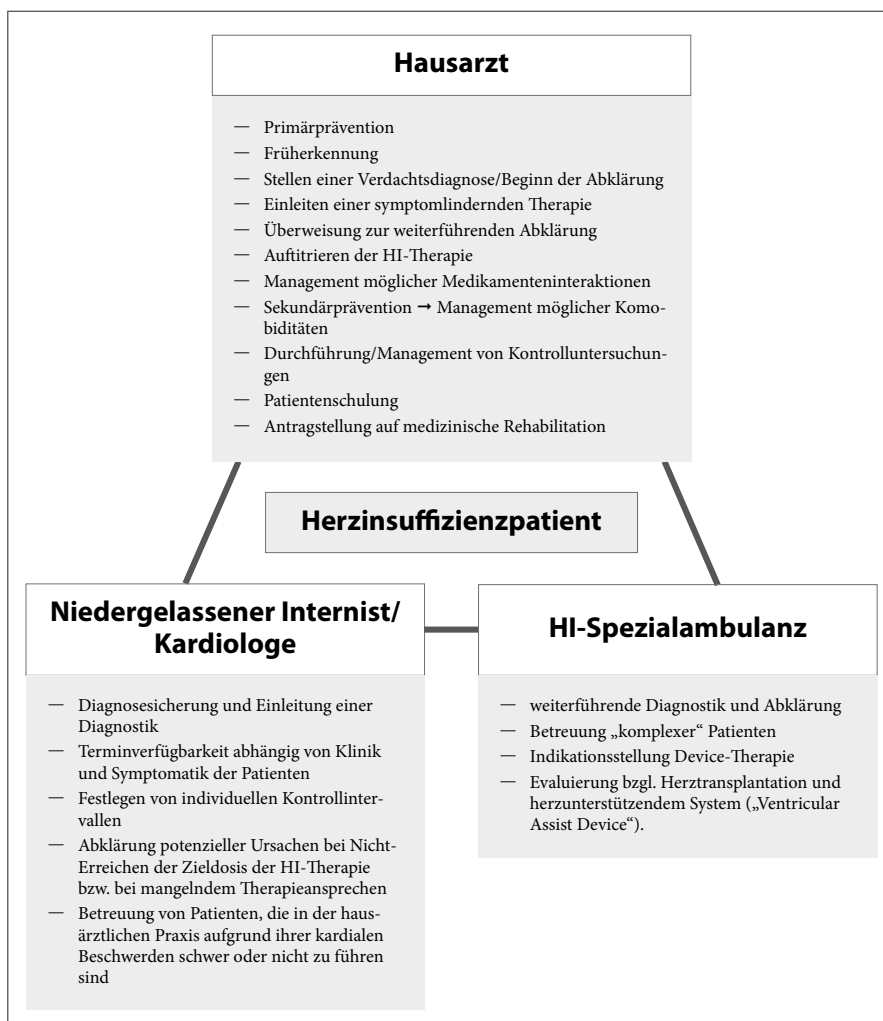 Hausarzt
— Primärprävention
— Früherkennung
— Stellen einer Verdachtsdiagnose/Beginn der Abklärung
— Einleiten einer symptomlindernden Therapie
— Überweisung zur weiterführenden Abklärung
— Auftitrieren der HI-Therapie
— Management möglicher Medikamenteninteraktionen
— Sekundärprävention → Management möglicher Komo-
biditäten
— Durchführung/Management von Kontrolluntersuchun-
gen
— Patientenschulung
— Antragstellung auf medizinische Rehabilitation
Herzinsuffizienzpatient
Niedergelassener Internist/
Kardiologe
— Diagnosesicherung und Einleitung einer
Diagnostik
— Terminverfügbarkeit abhängig von Klinik
und Symptomatik der Patienten
— Festlegen von individuellen Kontrollinter-
vallen
— Abklärung potenzieller Ursachen bei Nicht-
Erreichen der Zieldosis der HI-Therapie
bzw. bei mangelndem Therapieansprechen
— Betreuung von Patienten, die in der haus-
ärztlichen Praxis aufgrund ihrer kardialen
Beschwerden schwer oder nicht zu führen
sind
HI-Spezialambulanz
— weiterführende Diagnostik und Abklärung
— Betreuung „komplexer“ Patienten
— Indikationsstellung Device-Therapie
— Evaluierung bzgl. Herztransplantation und
herzunterstützendem System („Ventricular
Assist Device“).